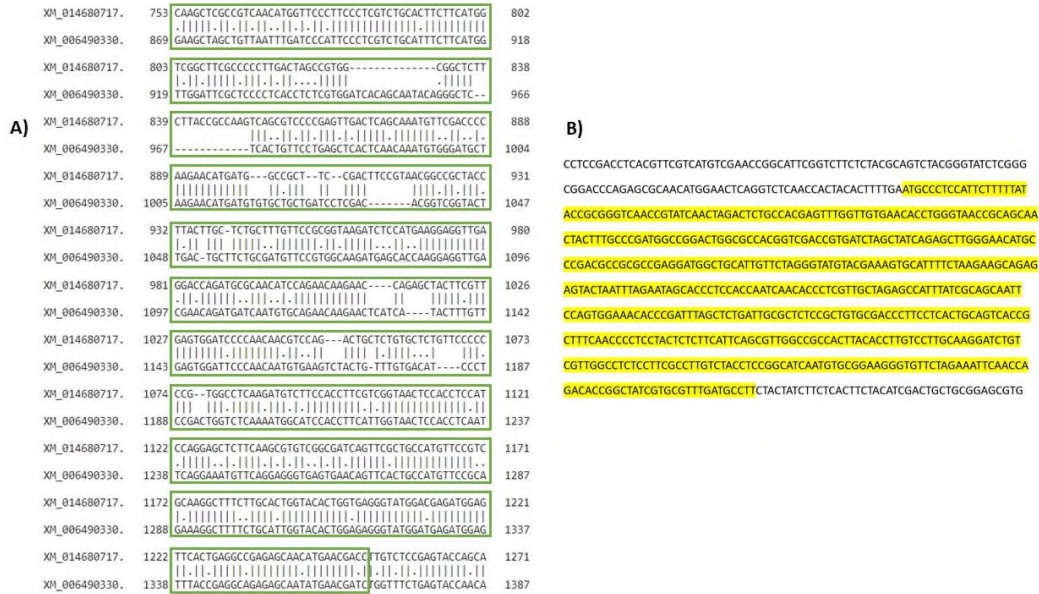 XM_014680717. 753 CAAGCTCGCCGTCAACATGGTTCCCTTCCCTCGTCTGCACTTCTTCATGG 802
XM_006490330. 869 GAAGCTAGCTGTTAATTTGATCCCATTCCCTCGTCTGCATTTCTTCATGG 918
XM_014680717. 803 TCGGCTTCGCCCCCTTGACTAGCCGTGG--------------CGGCTCTT 838
XM_006490330. 919 TTGGATTCGCTCCCCTCACCTCTCGTGGATCACAGCAATACAGGGCTC-- 966
A)
XM_014680717. 839 CTTACCGCCAAGTCAGCGTCCCCGAGTTGACTCAGCAAATGTTCGACCCC 888
XM_006490330. 967 ------------TCACTGTTCCTGAGCTCACTCAACAAATGTGGGATGCT 1004
XM_014680717. 889 AAGAACATGATG---GCCGCT--TC--CGACTTCCGTAACGGCCGCTACC 931
XM_006490330. 1005 AAGAACATGATGTGTGCTGCTGATCCTCGAC-------ACGGTCGGTACT 1047
XM_014680717. 932 TTACTTGC-TCTGCTTTGTTCCGCGGTAAGATCTCCATGAAGGAGGTTGA 980
XM_006490330. 1048 TGAC-TGCTTCTGCGATGTTCCGTGGCAAGATGAGCACCAAGGAGGTTGA 1096
XM_014680717. 981 GGACCAGATGCGCAACATCCAGAACAAGAAC----CAGAGCTACTTCGTT 1026
XM_006490330. 1097 CGAACAGATGATCAATGTGCAGAACAAGAACTCATCA----TACTTTGTT 1142
XM_014680717. 1027 GAGTGGATCCCCAACAACGTCCAG---ACTGCTCTGTGCTCTGTTCCCCC 1073
XM_006490330. 1143 GAGTGGATTCCCAACAATGTGAAGTCTACTG-TTTGTGACAT----CCCT 1187
XM_014680717. 1074 CCG--TGGCCTCAAGATGTCTTCCACCTTCGTCGGTAACTCCACCTCCAT 1121
XM_006490330. 1188 CCGACTGGTCTCAAAATGGCATCCACCTTCATTGGTAACTCCACCTCAAT 1237
XM_014680717. 1122 CCAGGAGCTCTTCAAGCGTGTCGGCGATCAGTTCGCTGCCATGTTCCGTC 1171
XM_006490330. 1238 TCAGGAAATGTTCAGGAGGGTGAGTGAACAGTTCACTGCCATGTTCCGCA 1287
XM_014680717. 1172 GCAAGGCTTTCTTGCACTGGTACACTGGTGAGGGTATGGACGAGATGGAG 1221
XM_006490330. 1288 GAAAGGCTTTTCTGCATTGGTACACTGGAGAGGGTATGGATGAGATGGAG 1337
XM_014680717. 1222 TTCACTGAGGCCGAGAGCAACATGAACGACCTTGTCTCCGAGTACCAGCA 1271
XM_006490330. 1338 TTTACCGAGGCAGAGAGCAATATGAACGATCTGGTTTCTGAGTACCAACA 1387
B)
CCTCCGACCTCACGTTCGTCATGTCGAACCGGCATTCGGTCTTCTCTACGCAGTCTACGGGTATCTCGGG
CGGACCCAGAGCGCAACATGGAACTCAGGTCTCAACCACTACACTTTTGAATGCCCTCCATTCTTTTTAT
ACCGCGGGTCAACCGTATCAACTAGACTCTGCCACGAGTTTGGTTGTGAACACCTGGGTAACCGCAGCAA
CTACTTTGCCCGATGGCCGGACTGGCGCCACGGTCGACCGTGATCTAGCTATCAGAGCTTGGGAACATGC
CCGACGCCGCGCCGAGGATGGCTGCATTGTTCTAGGGTATGTACGAAAGTGCATTTTCTAAGAAGCAGAG
AGTACTAATTTAGAATAGCACCCTCCACCAATCAACACCCTCGTTGCTAGAGCCATTTATCGCAGCAATT
CCAGTGGAAACACCCGATTTAGCTCTGATTGCGCTCTCCGCTGTGCGACCCTTCCTCACTGCAGTCACCG
CTTTCAACCCCTCCTACTCTCTTCATTCAGCGTTGGCCGCCACTTACACCTTGTCCTTGCAAGGATCTGT
CGTTGGCCTCTCCTTCGCCTTGTCTACCTCCGGCATCAATGTGCGGAAGGGTGTTCTAGAAATTCAACCA
GACACCGGCTATCGTGCGTTTGATGCCTTCTACTATCTTCTCACTTCTACATCGACTGCTGCGGAGCGTG